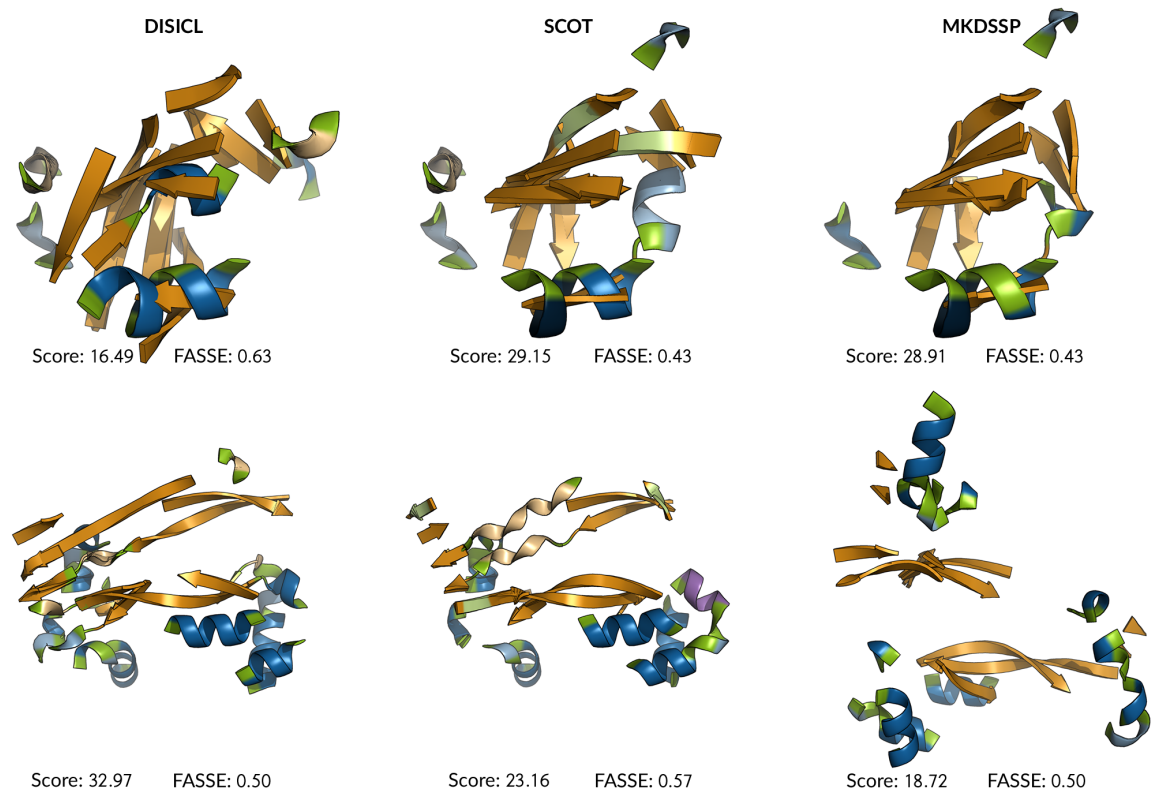 DISICL SCOT MKDSSP
Score: 16.49 FASSE: 0.63 Score: 29.15 FASSE: 0.43 Score: 28.91 FASSE: 0.43
Score: 32.97 FASSE: 0.50 Score: 23.16 FASSE: 0.57 Score: 18.72 FASSE: 0.50